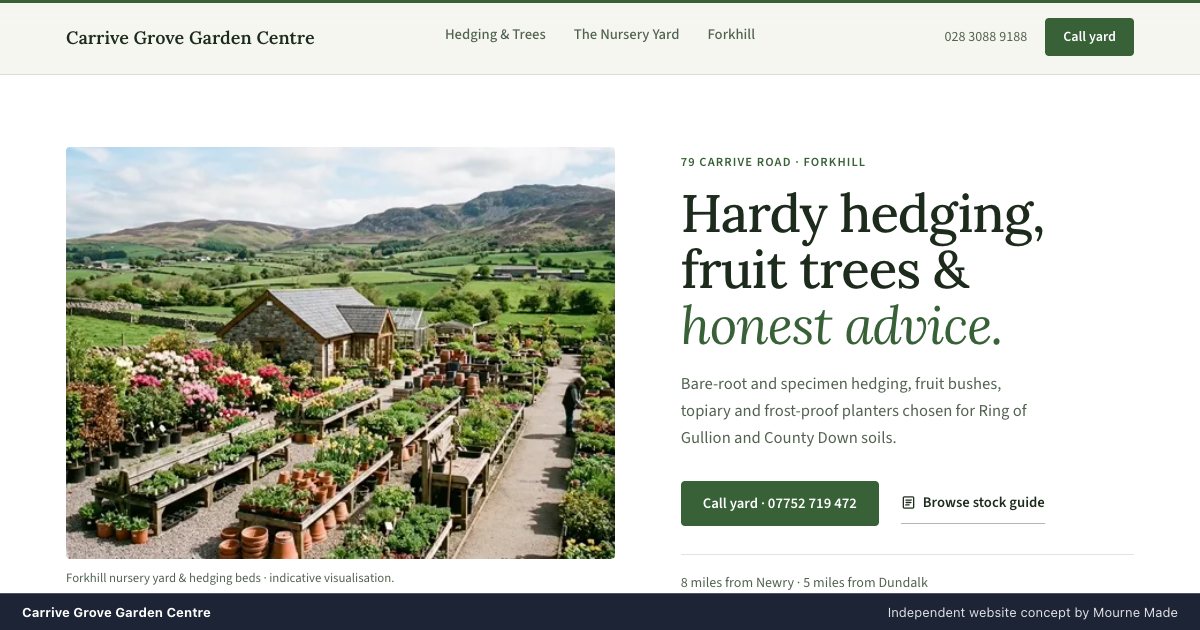 Carrive Grove Garden Centre
Hedging & Trees
The Nursery Yard
Forkhill
028 3088 9188
Call yard
79 CARRIVE ROAD · FORKHILL
Hardy hedging,
fruit trees &
honest advice.
Bare-root and specimen hedging, fruit bushes,
topiary and frost-proof planters chosen for Ring of
Gullion and County Down soils.
Call yard · 07752 719 472
Browse stock guide
8 miles from Newry · 5 miles from Dundalk
Forkhill nursery yard & hedging beds · indicative visualisation.
Carrive Grove Garden Centre
Independent website concept by Mourne Made